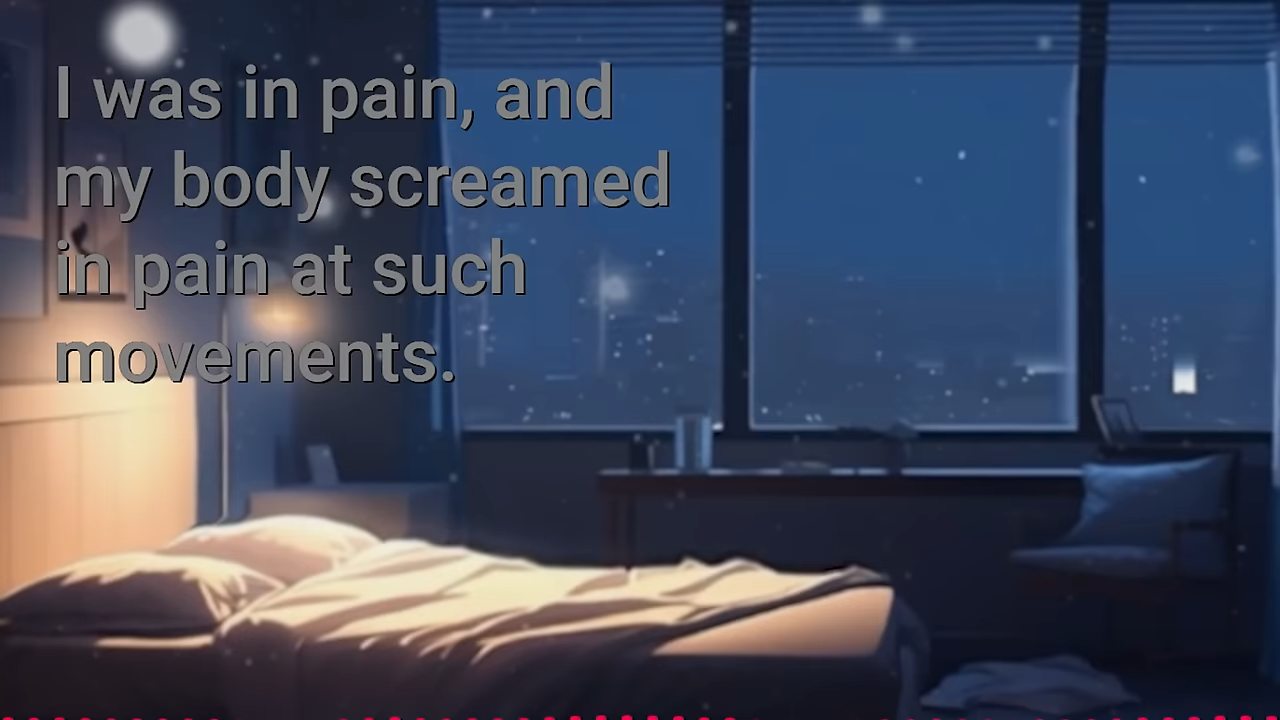 I was in pain, and
my body screamed
in pain at such
movements.